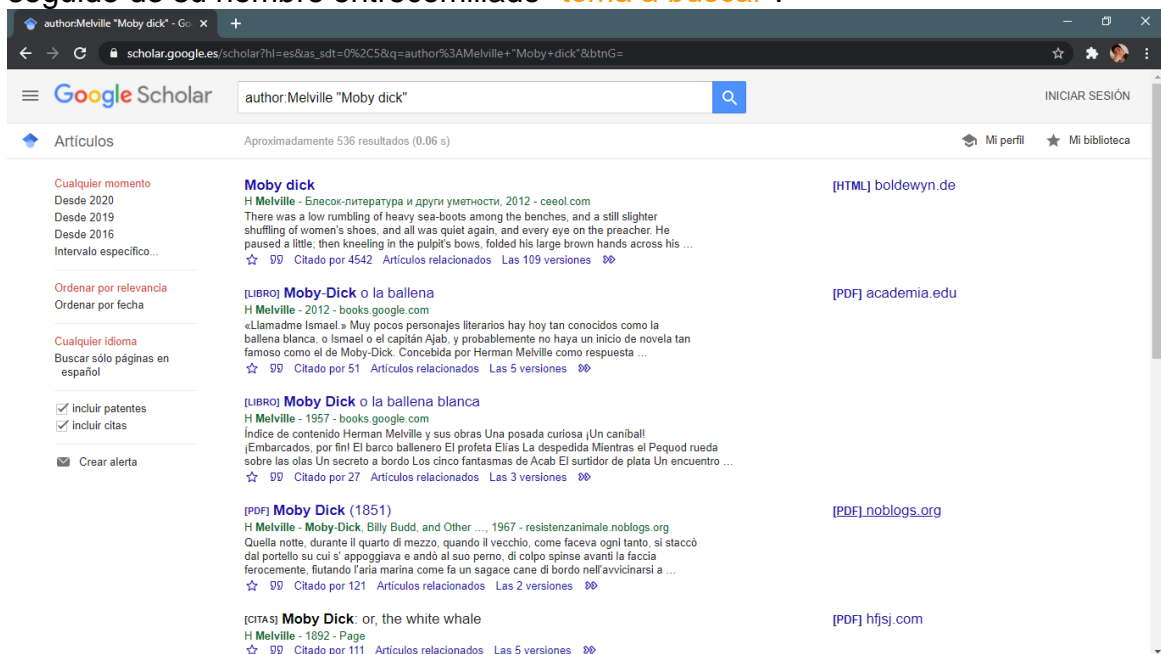 seguido de su nombre entrecomillado "tema a buscar".
author:Melville "Moby dick" - Go
scholar.google.es/scholar?hl=es&as_sdt=0%2C5&q=author%3AMelville+"Moby+dick"&btnG=
Google Scholar
author:Melville "Moby dick"
INICIAR SESIÓN
Artículos
Aproximadamente 536 resultados (0.06 s)
Mi perfil
Mi biblioteca
Cualquier momento
Desde 2020
Desde 2019
Desde 2016
Intervalo específico...
Ordenar por relevancia
Ordenar por fecha
Cualquier idioma
Buscar sólo páginas en
español
incluir patentes
incluir citas
Crear alerta
Moby dick
H Melville - Блесок-литература и други уметности, 2012 - ceeol.com
There was a low rumbling of heavy sea-boots among the benches, and a still slighter
shuffling of women's shoes, and all was quiet again, and every eye on the preacher. He
paused a little; then kneeling in the pulpit's bows, folded his large brown hands across his ...
Citado por 4542 Artículos relacionados Las 109 versiones
[HTML] boldewyn.de
[LIBRO] Moby-Dick o la ballena
H Melville - 2012 - books.google.com
«Llamadme Ismael.» Muy pocos personajes literarios hay hoy tan conocidos como la
ballena blanca, o Ismael o el capitán Ajab, y probablemente no haya un inicio de novela tan
famoso como el de Moby-Dick. Concebida por Herman Melville como respuesta ...
Citado por 51 Artículos relacionados Las 5 versiones
[PDF] academia.edu
[LIBRO] Moby Dick o la ballena blanca
H Melville - 1957 - books.google.com
Índice de contenido Herman Melville y sus obras Una posada curiosa ¡Un caníbal!
¡Embarcados, por fin! El barco ballenero El profeta Elías La despedida Mientras el Pequod rueda
sobre las olas Un secreto a bordo Los cinco fantasmas de Acab El surtidor de plata Un encuentro ...
Citado por 27 Artículos relacionados Las 3 versiones
[PDF] Moby Dick (1851)
H Melville - Moby-Dick, Billy Budd, and Other ..., 1967 - resistenzanimale.noblogs.org
Quella notte, durante il quarto di mezzo, quando il vecchio, come faceva ogni tanto, si staccò
dal portello su cui s' appoggiava e andò al suo perno, di colpo spinse avanti la faccia
ferocemente, fiutando l'aria marina come fa un sagace cane di bordo nell'avvicinarsi a ...
Citado por 121 Artículos relacionados Las 2 versiones
[PDF] noblogs.org
[CITAS] Moby Dick: or, the white whale
H Melville - 1892 - Page
Citado por 111 Artículos relacionados Las 5 versiones
[PDF] hfjsj.com